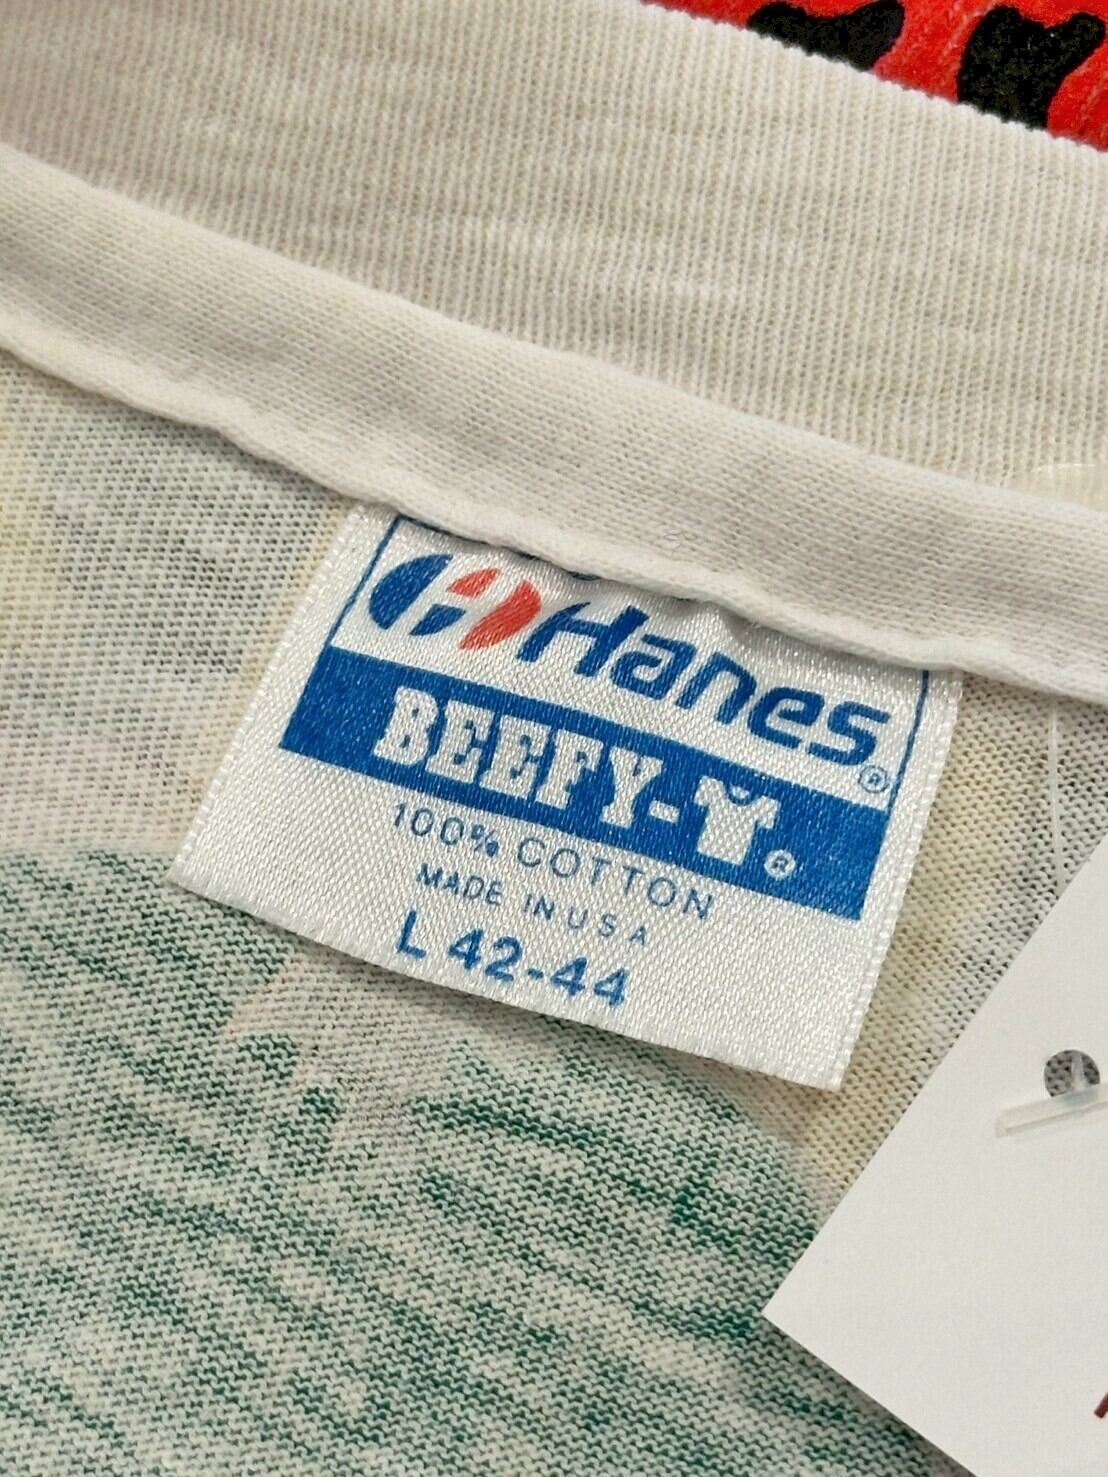 Hanes®
BEEFY-T®
100% COTTON
MADE IN USA
L 42-44